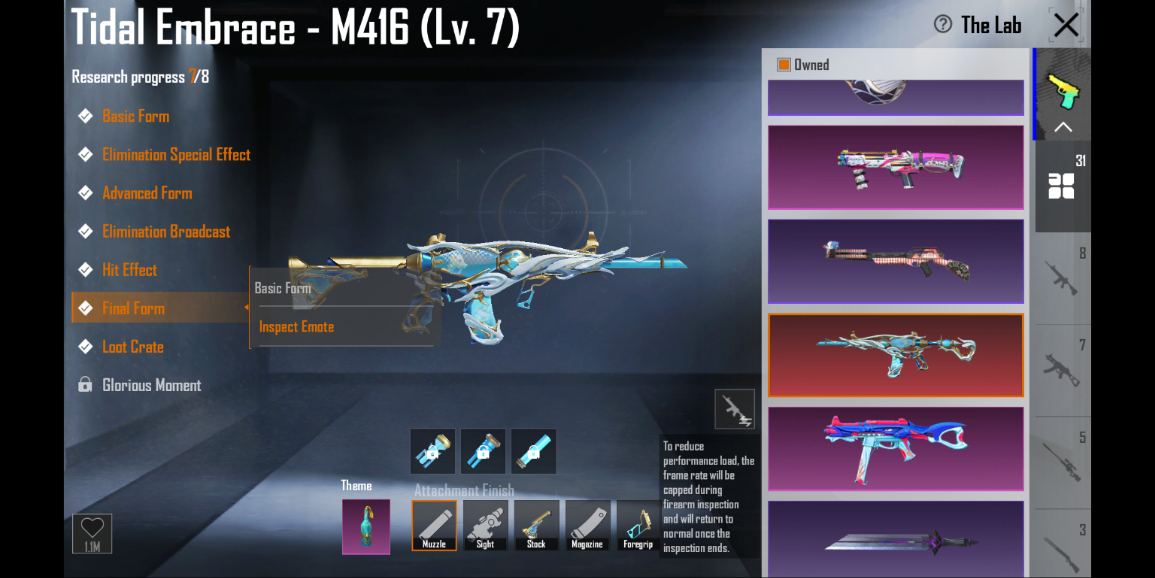 Tidal Embrace - M416 (Lv. 7)
The Lab
Research progress 7/8
Basic Form
Elimination Special Effect
Advanced Form
Elimination Broadcast
Hit Effect
Final Form
Loot Crate
Glorious Moment
Basic Form
Inspect Emote
1.1M
Theme
Attachment Finish
Muzzle
Sight
Stock
Magazine
Foregrip
To reduce
performance load, the
frame rate will be
capped during
firearm inspection
and will return to
normal once the
inspection ends.
Owned
31
8
7
5
3